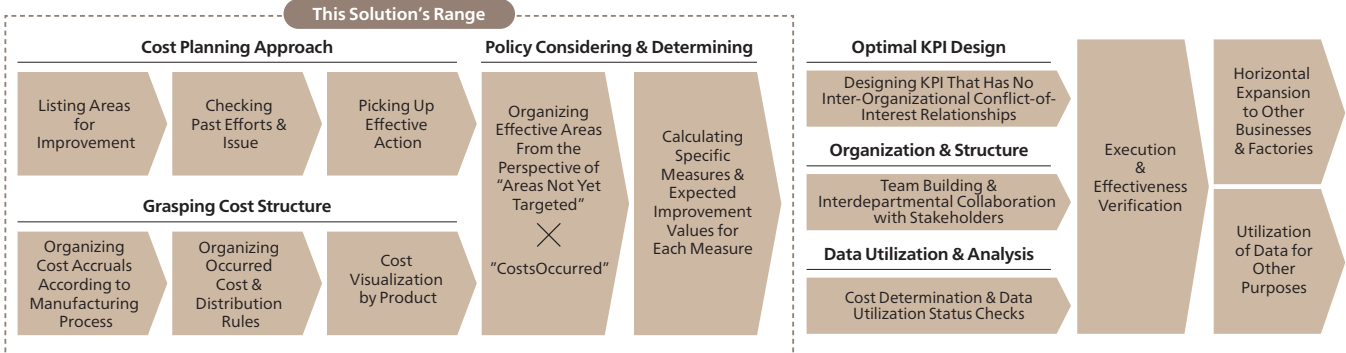 This Solution's Range
Cost Planning Approach
Listing Areas
for
Improvement
Checking
Past Efforts &
Issue
Picking Up
Effective
Action
Grasping Cost Structure
Organizing
Cost Accruals
According to
Manufacturing
Process
Organizing
Occurred
Cost &
Distribution
Rules
Cost
Visualization
by Product
Policy Considering & Determining
Organizing
Effective Areas
From the
Perspective of
“Areas Not Yet
Targeted”
×
”CostsOccurred”
Calculating
Specific
Measures &
Expected
Improvement
Values for
Each Measure
Optimal KPI Design
Designing KPI That Has No
Inter-Organizational Conflict-of-
Interest Relationships
Organization & Structure
Team Building &
Interdepartmental Collaboration
with Stakeholders
Data Utilization & Analysis
Cost Determination & Data
Utilization Status Checks
Execution
&
Effectiveness
Verification
Horizontal
Expansion
to Other
Businesses
& Factories
Utilization
of Data for
Other
Purposes